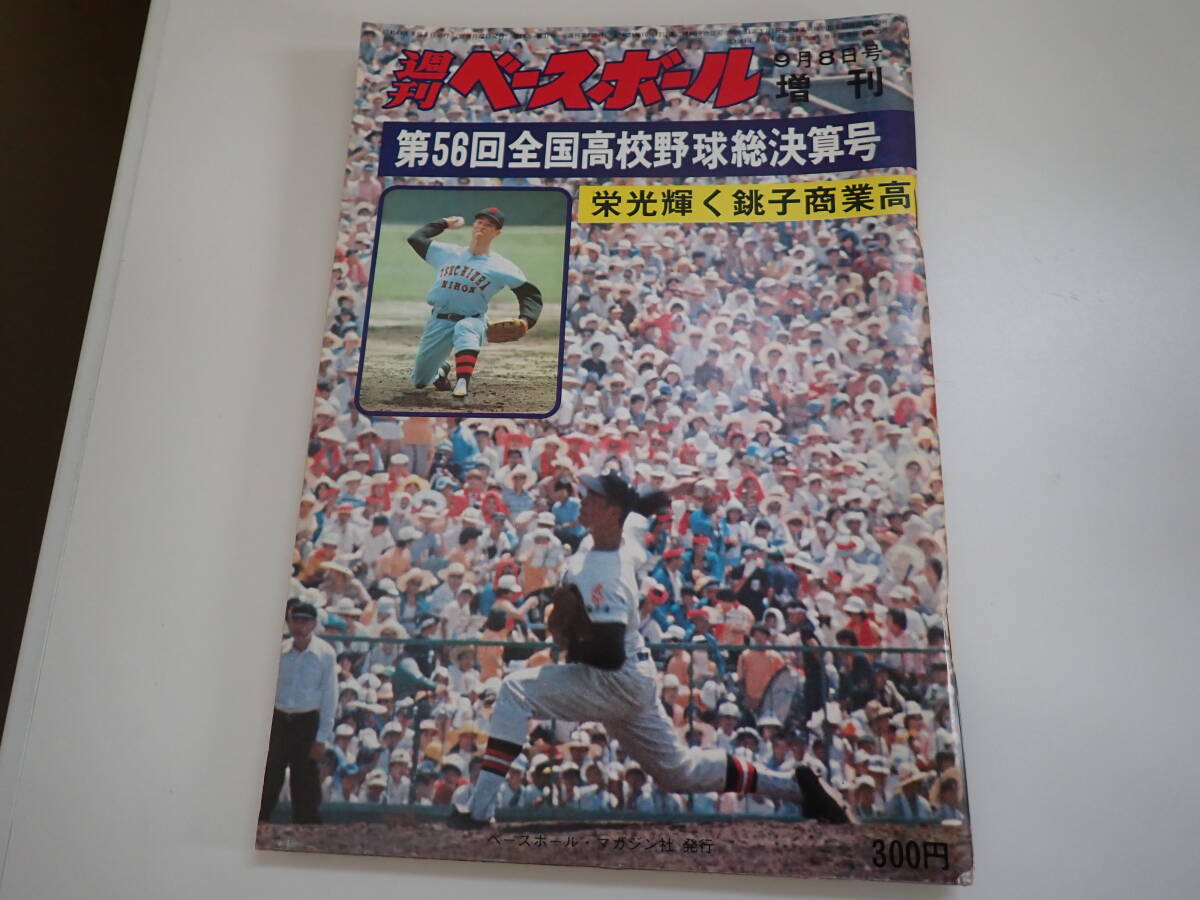 週刊ベースボール
9月8日号
増刊
第56回全国高校野球総決算号
栄光輝く銚子商業高
TSUCHIURA
NIHON
ベースボール・マガジン社 発行
300円